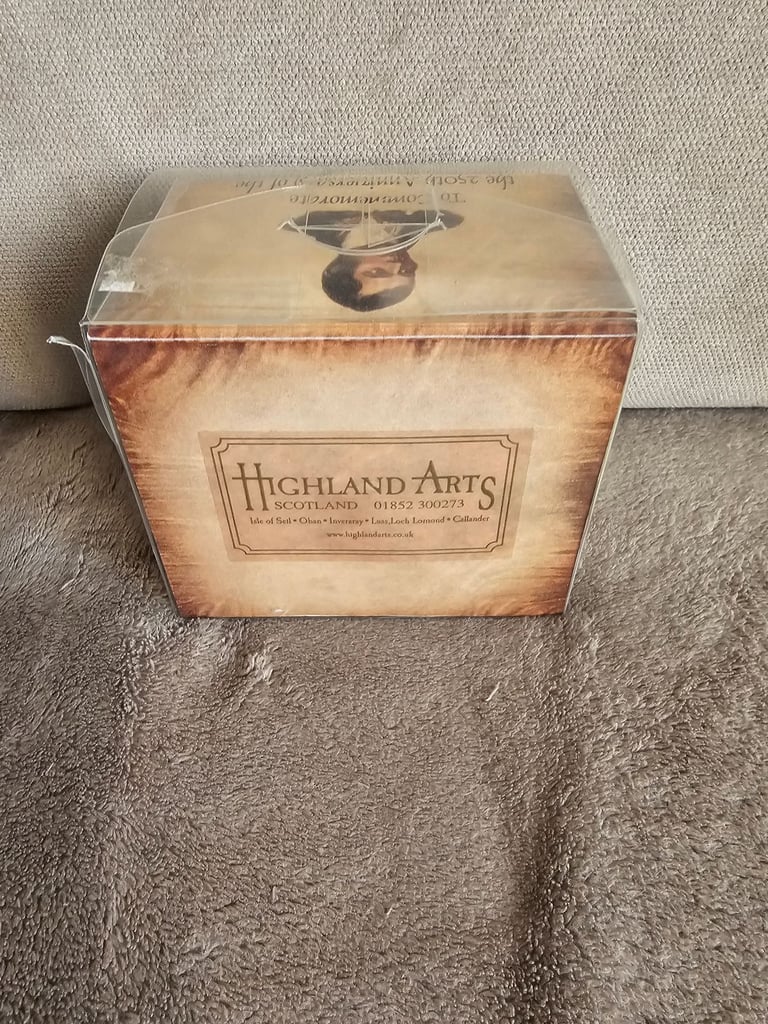 To Commemorate
the 250th Anniversary of the
HIGHLAND ARTS
SCOTLAND 01852 300273
Isle of Seil • Oban • Inveraray • Luss, Loch Lomond • Callander
www.highlandarts.co.uk